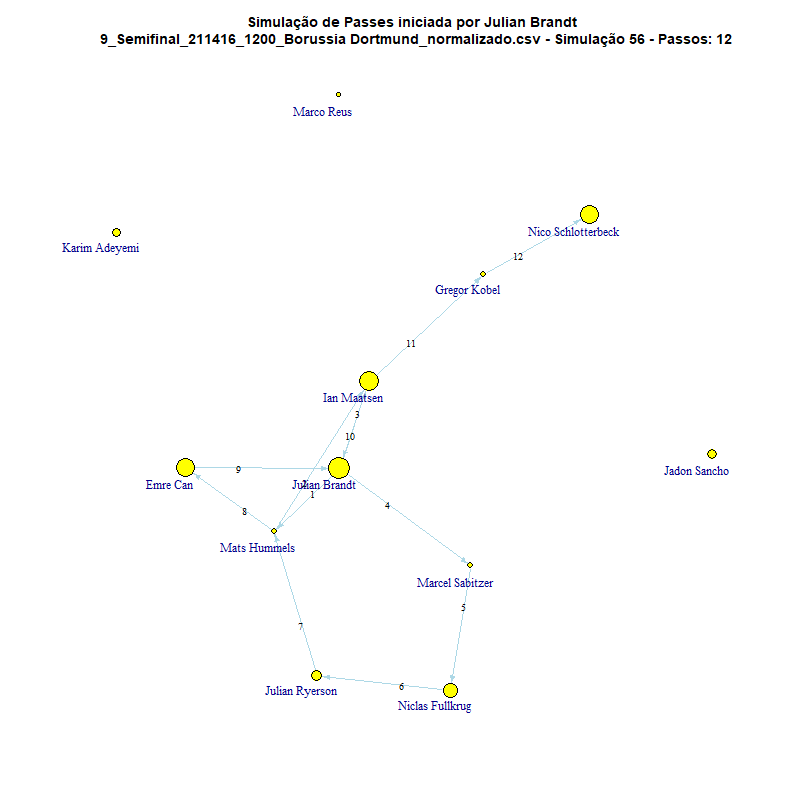 Simulação de Passes iniciada por Julian Brandt
9_Semifinal_211416_1200_Borussia Dortmund_normalizado.csv - Simulação 56 - Passos: 12
Marco Reus
Nico Schlotterbeck
Karim Adeyemi
12
Gregor Kobel
11
Ian Maatsen
3
10
Jadon Sancho
9
Emre Can
Julian Brandt
2
1
4
8
Mats Hummels
Marcel Sabitzer
5
7
6
Julian Ryerson
Niclas Fullkrug